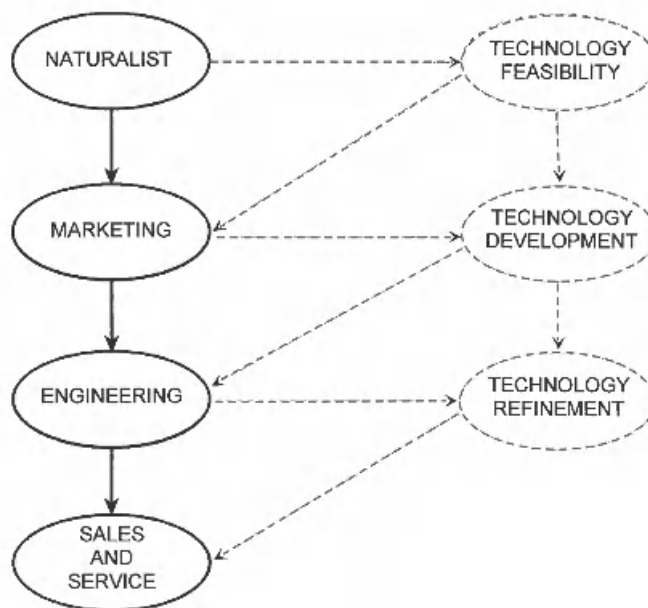 NATURALIST
TECHNOLOGY
FEASIBILITY
MARKETING
TECHNOLOGY
DEVELOPMENT
ENGINEERING
TECHNOLOGY
REFINEMENT
SALES
AND
SERVICE